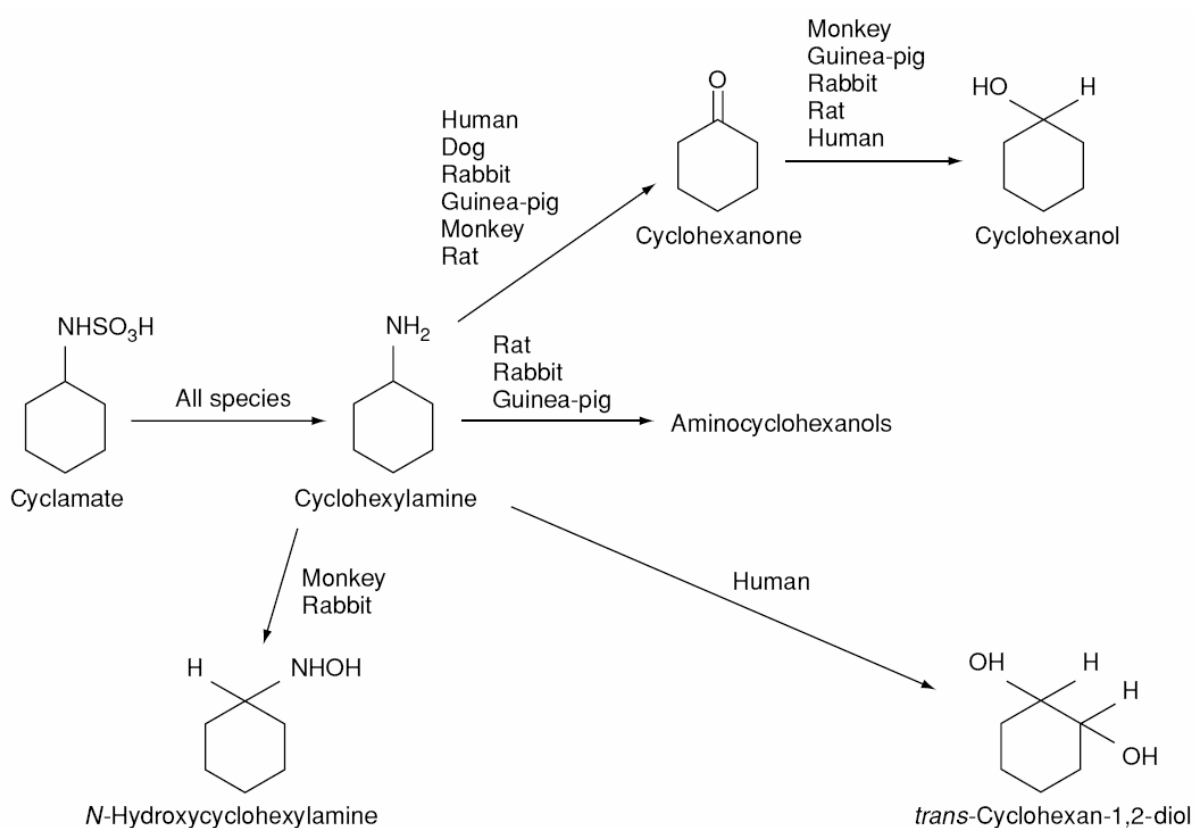 Monkey
Guinea-pig
Rabbit
Rat
Human
O
HO
H
Human
Dog
Rabbit
Guinea-pig
Monkey
Rat
Cyclohexanone
Cyclohexanol
NHSO₃H
NH₂
Rat
Rabbit
Guinea-pig
All species
Aminocyclohexanols
Cyclamate
Cyclohexylamine
Monkey
Rabbit
Human
H
NHOH
OH
H
H
OH
N-Hydroxycyclohexylamine
trans-Cyclohexan-1,2-diol